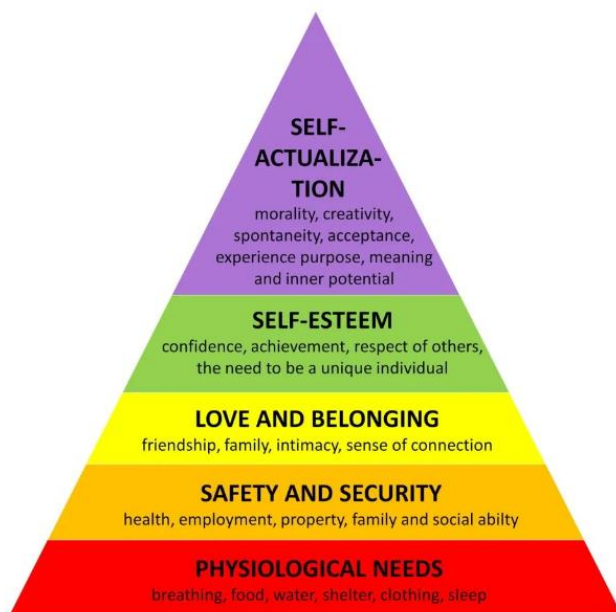 SELF-
ACTUALIZA-
TION
morality, creativity,
spontaneity, acceptance,
experience purpose, meaning
and inner potential
SELF-ESTEEM
confidence, achievement, respect of others,
the need to be a unique individual
LOVE AND BELONGING
friendship, family, intimacy, sense of connection
SAFETY AND SECURITY
health, employment, property, family and social abilty
PHYSIOLOGICAL NEEDS
breathing, food, water, shelter, clothing, sleep